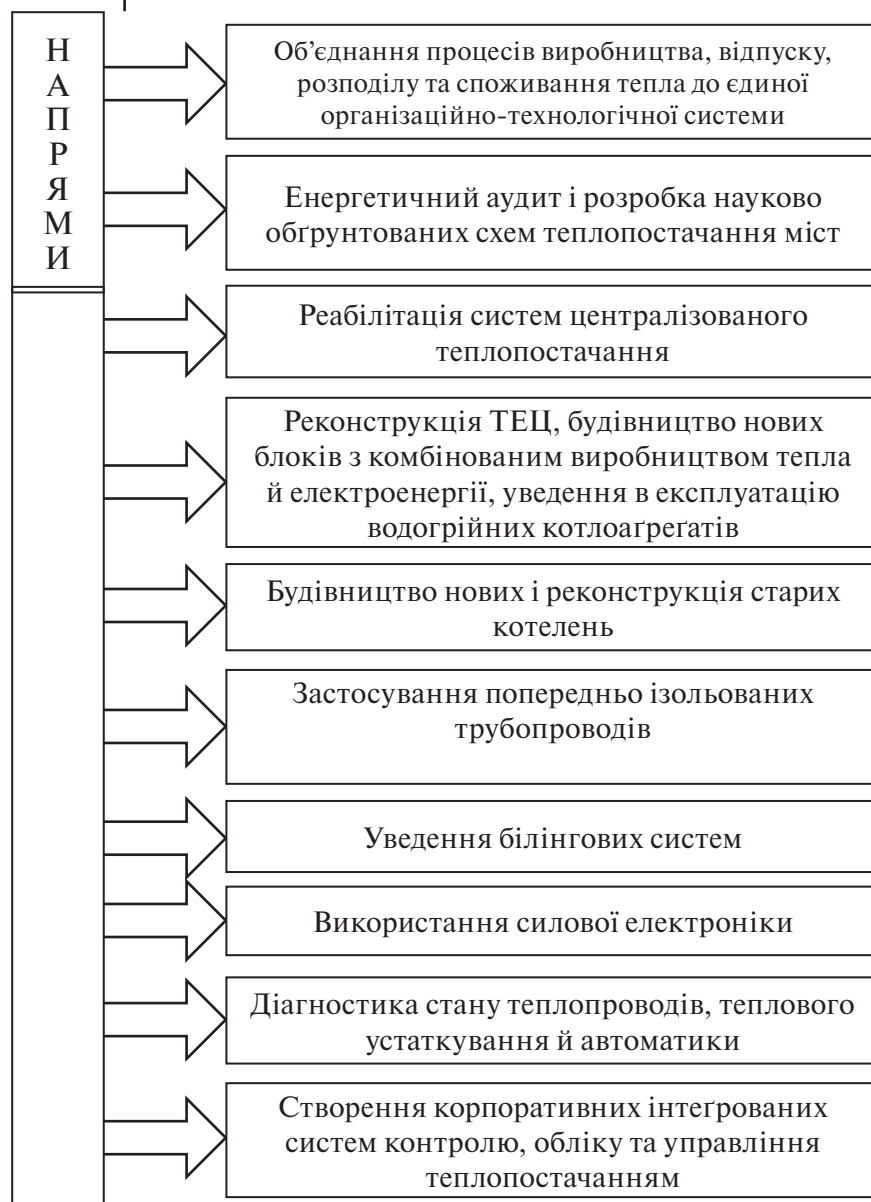 НАПРЯМИ
Об’єднання процесів виробництва, відпуску,
розподілу та споживання тепла до єдиної
організаційно-технологічної системи
Енергетичний аудит і розробка науково
обґрунтованих схем теплопостачання міст
Реабілітація систем централізованого
теплопостачання
Реконструкція ТЕЦ, будівництво нових
блоків з комбінованим виробництвом тепла
й електроенергії, уведення в експлуатацію
водогрійних котлоаґреґатів
Будівництво нових і реконструкція старих
котелень
Застосування попередньо ізольованих
трубопроводів
Уведення білінгових систем
Використання силової електроніки
Діагностика стану теплопроводів, теплового
устаткування й автоматики
Створення корпоративних інтеґрованих
систем контролю, обліку та управління
теплопостачанням